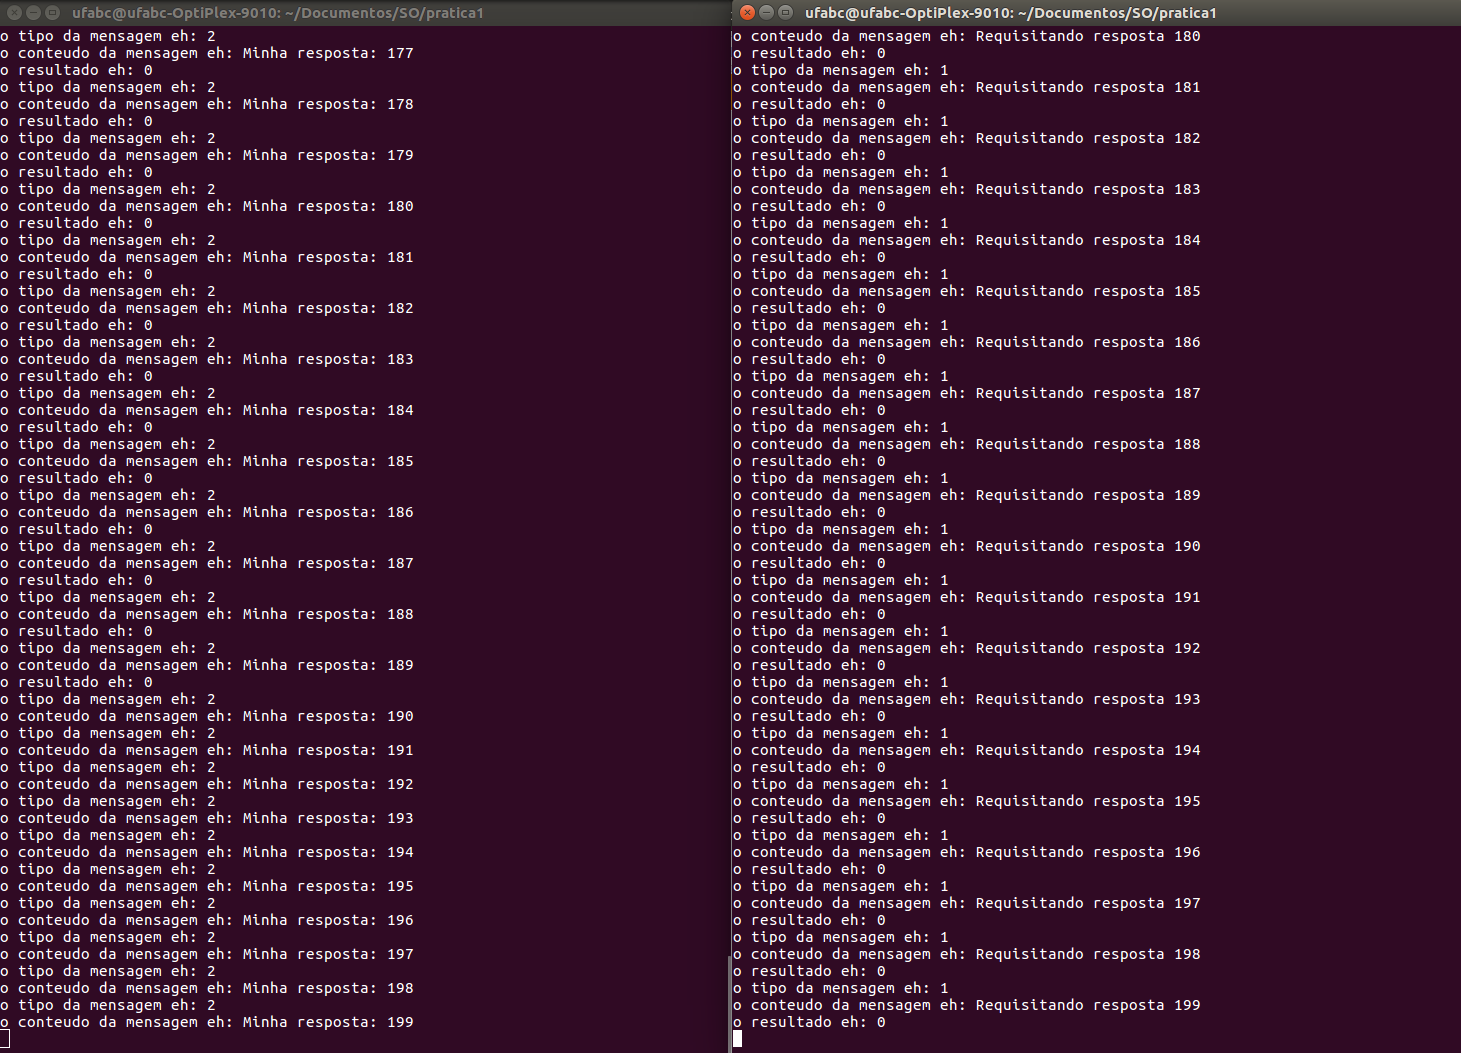 ufabc@ufabc-OptiPlex-9010: ~/Documentos/SO/pratica1
o tipo da mensagem eh: 2
o conteudo da mensagem eh: Minha resposta: 177
o resultado eh: 0
o tipo da mensagem eh: 2
o conteudo da mensagem eh: Minha resposta: 178
o resultado eh: 0
o tipo da mensagem eh: 2
o conteudo da mensagem eh: Minha resposta: 179
o resultado eh: 0
o tipo da mensagem eh: 2
o conteudo da mensagem eh: Minha resposta: 180
o resultado eh: 0
o tipo da mensagem eh: 2
o conteudo da mensagem eh: Minha resposta: 181
o resultado eh: 0
o tipo da mensagem eh: 2
o conteudo da mensagem eh: Minha resposta: 182
o resultado eh: 0
o tipo da mensagem eh: 2
o conteudo da mensagem eh: Minha resposta: 183
o resultado eh: 0
o tipo da mensagem eh: 2
o conteudo da mensagem eh: Minha resposta: 184
o resultado eh: 0
o tipo da mensagem eh: 2
o conteudo da mensagem eh: Minha resposta: 185
o resultado eh: 0
o tipo da mensagem eh: 2
o conteudo da mensagem eh: Minha resposta: 186
o resultado eh: 0
o tipo da mensagem eh: 2
o conteudo da mensagem eh: Minha resposta: 187
o resultado eh: 0
o tipo da mensagem eh: 2
o conteudo da mensagem eh: Minha resposta: 188
o resultado eh: 0
o tipo da mensagem eh: 2
o conteudo da mensagem eh: Minha resposta: 189
o resultado eh: 0
o tipo da mensagem eh: 2
o conteudo da mensagem eh: Minha resposta: 190
o tipo da mensagem eh: 2
o conteudo da mensagem eh: Minha resposta: 191
o tipo da mensagem eh: 2
o conteudo da mensagem eh: Minha resposta: 192
o tipo da mensagem eh: 2
o conteudo da mensagem eh: Minha resposta: 193
o tipo da mensagem eh: 2
o conteudo da mensagem eh: Minha resposta: 194
o tipo da mensagem eh: 2
o conteudo da mensagem eh: Minha resposta: 195
o tipo da mensagem eh: 2
o conteudo da mensagem eh: Minha resposta: 196
o tipo da mensagem eh: 2
o conteudo da mensagem eh: Minha resposta: 197
o tipo da mensagem eh: 2
o conteudo da mensagem eh: Minha resposta: 198
o tipo da mensagem eh: 2
o conteudo da mensagem eh: Minha resposta: 199
ufabc@ufabc-OptiPlex-9010: ~/Documentos/SO/pratica1
o conteudo da mensagem eh: Requisitando resposta 180
o resultado eh: 0
o tipo da mensagem eh: 1
o conteudo da mensagem eh: Requisitando resposta 181
o resultado eh: 0
o tipo da mensagem eh: 1
o conteudo da mensagem eh: Requisitando resposta 182
o resultado eh: 0
o tipo da mensagem eh: 1
o conteudo da mensagem eh: Requisitando resposta 183
o resultado eh: 0
o tipo da mensagem eh: 1
o conteudo da mensagem eh: Requisitando resposta 184
o resultado eh: 0
o tipo da mensagem eh: 1
o conteudo da mensagem eh: Requisitando resposta 185
o resultado eh: 0
o tipo da mensagem eh: 1
o conteudo da mensagem eh: Requisitando resposta 186
o resultado eh: 0
o tipo da mensagem eh: 1
o conteudo da mensagem eh: Requisitando resposta 187
o resultado eh: 0
o tipo da mensagem eh: 1
o conteudo da mensagem eh: Requisitando resposta 188
o resultado eh: 0
o tipo da mensagem eh: 1
o conteudo da mensagem eh: Requisitando resposta 189
o resultado eh: 0
o tipo da mensagem eh: 1
o conteudo da mensagem eh: Requisitando resposta 190
o resultado eh: 0
o tipo da mensagem eh: 1
o conteudo da mensagem eh: Requisitando resposta 191
o resultado eh: 0
o tipo da mensagem eh: 1
o conteudo da mensagem eh: Requisitando resposta 192
o resultado eh: 0
o tipo da mensagem eh: 1
o conteudo da mensagem eh: Requisitando resposta 193
o resultado eh: 0
o tipo da mensagem eh: 1
o conteudo da mensagem eh: Requisitando resposta 194
o resultado eh: 0
o tipo da mensagem eh: 1
o conteudo da mensagem eh: Requisitando resposta 195
o resultado eh: 0
o tipo da mensagem eh: 1
o conteudo da mensagem eh: Requisitando resposta 196
o resultado eh: 0
o tipo da mensagem eh: 1
o conteudo da mensagem eh: Requisitando resposta 197
o resultado eh: 0
o tipo da mensagem eh: 1
o conteudo da mensagem eh: Requisitando resposta 198
o resultado eh: 0
o tipo da mensagem eh: 1
o conteudo da mensagem eh: Requisitando resposta 199
o resultado eh: 0